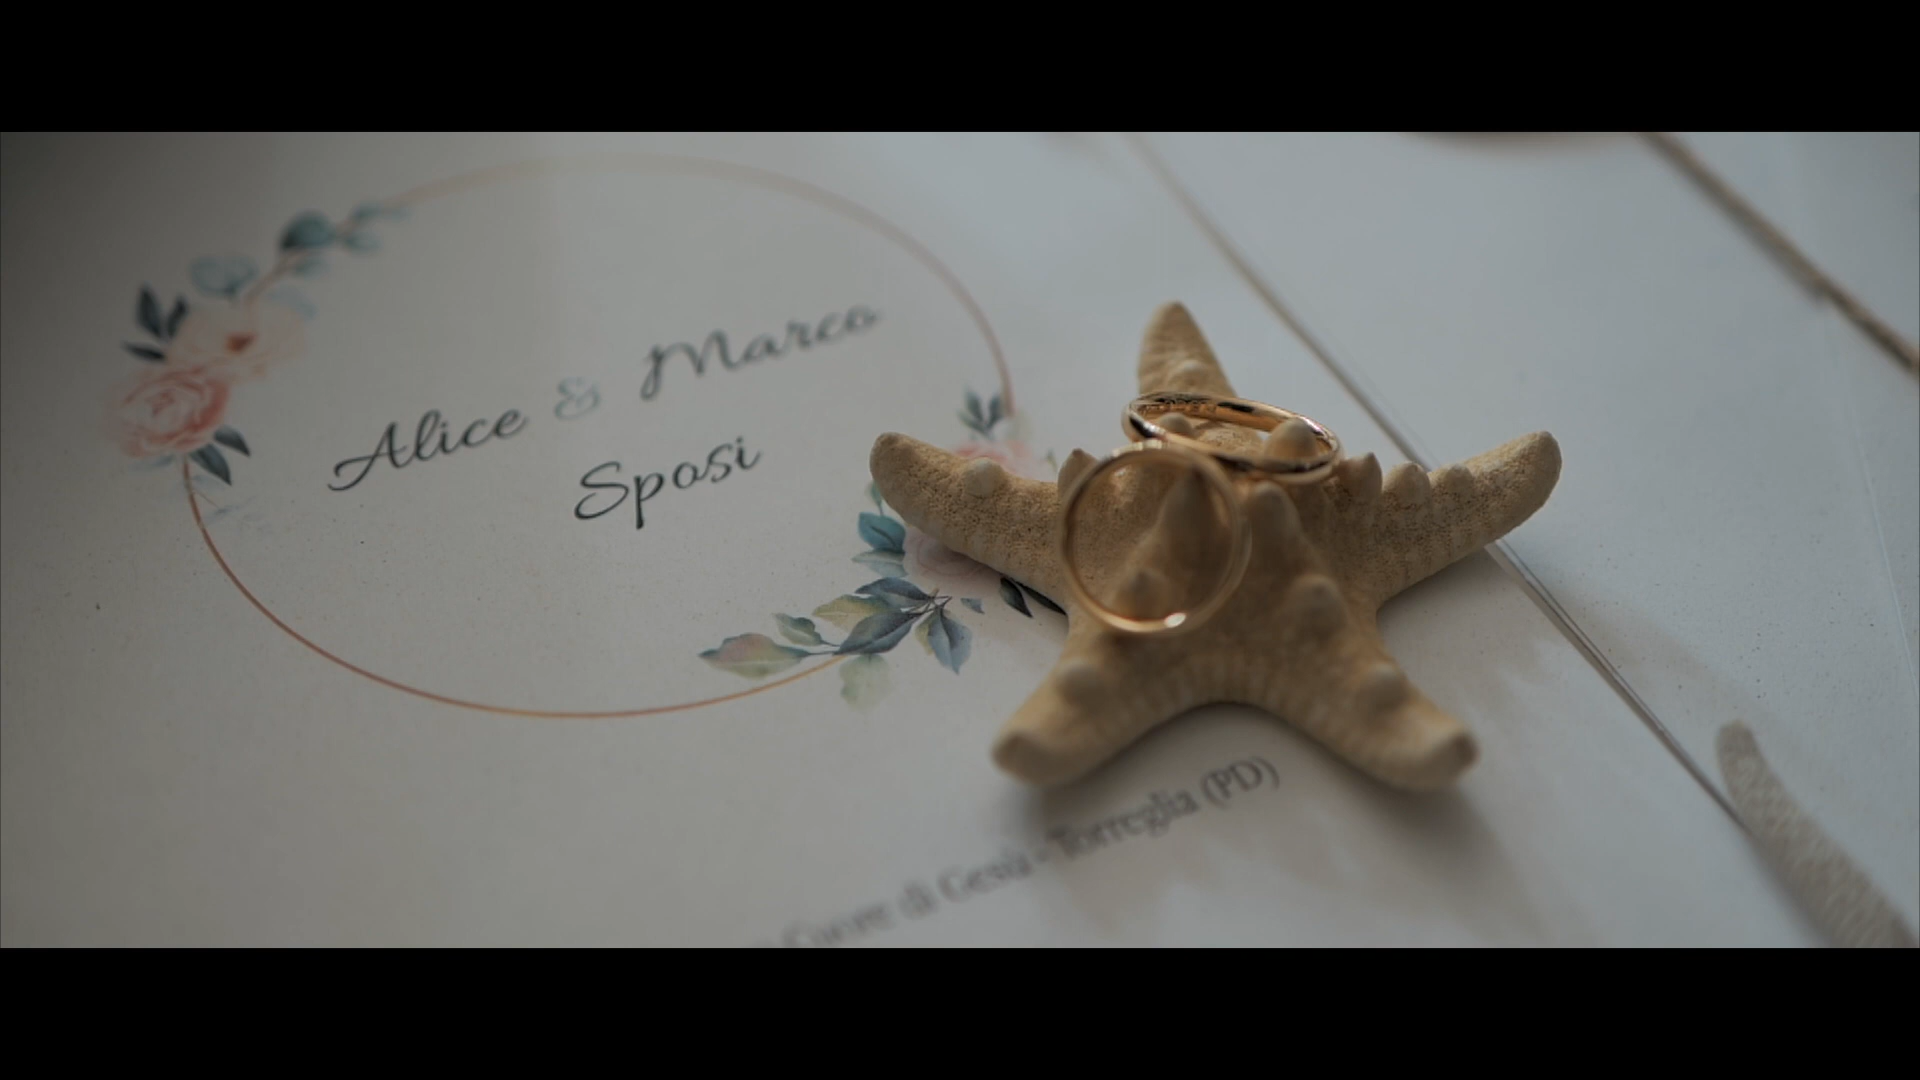 Alice & Marco
Sposi
Cuore di Gesù - Torreglia (PD)